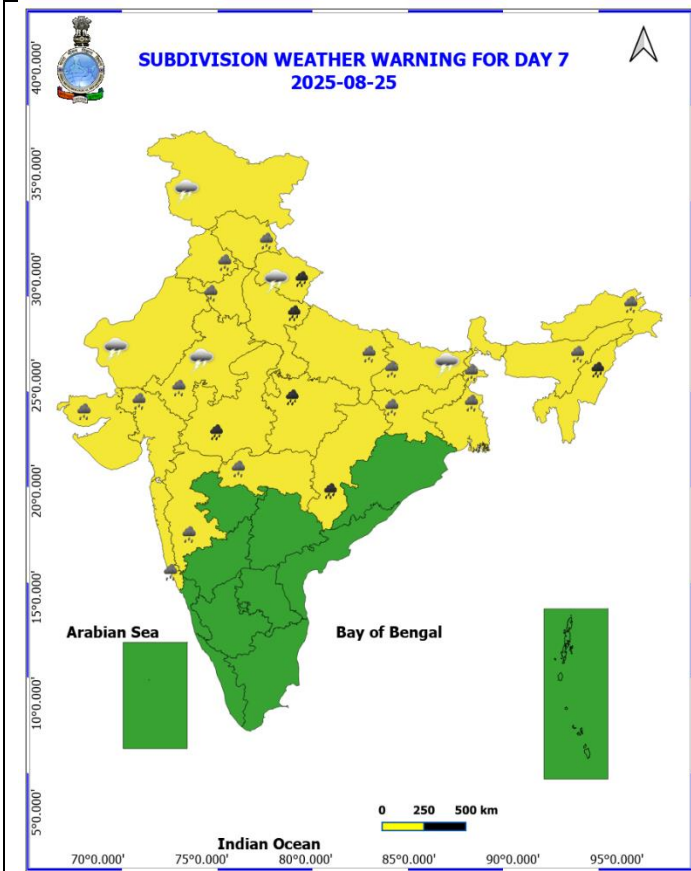 SUBDIVISION WEATHER WARNING FOR DAY 7
2025-08-25
40°0.000'
35°0.000'
30°0.000'
25°0.000'
20°0.000'
15°0.000'
10°0.000'
5°0.000'
Arabian Sea
Bay of Bengal
0 250 500 km
Indian Ocean
70°0.000' 75°0.000' 80°0.000' 85°0.000' 90°0.000' 95°0.000'